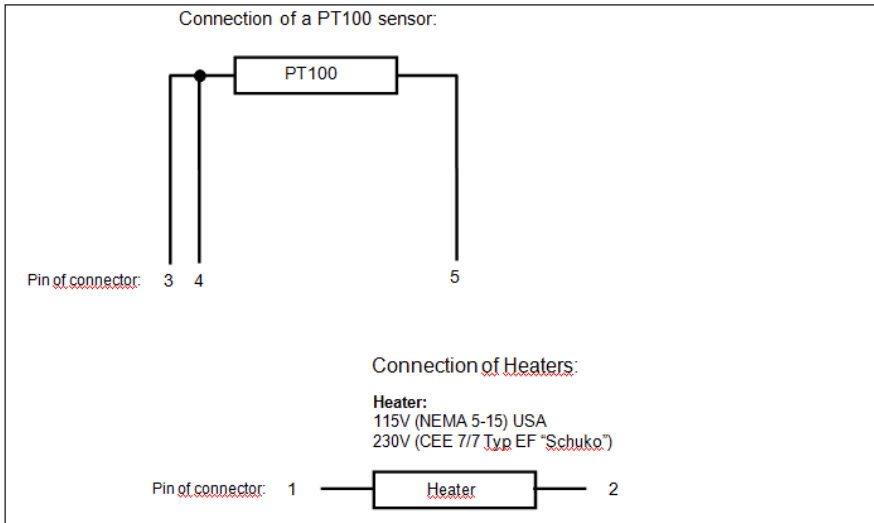 Connection of a PT100 sensor:
PT100
Pin of connector: 3 4 5
Connection of Heaters:
Heater:
115V (NEMA 5-15) USA
230V (CEE 7/7 Typ EF “Schuko”)
Pin of connector: 1 Heater 2